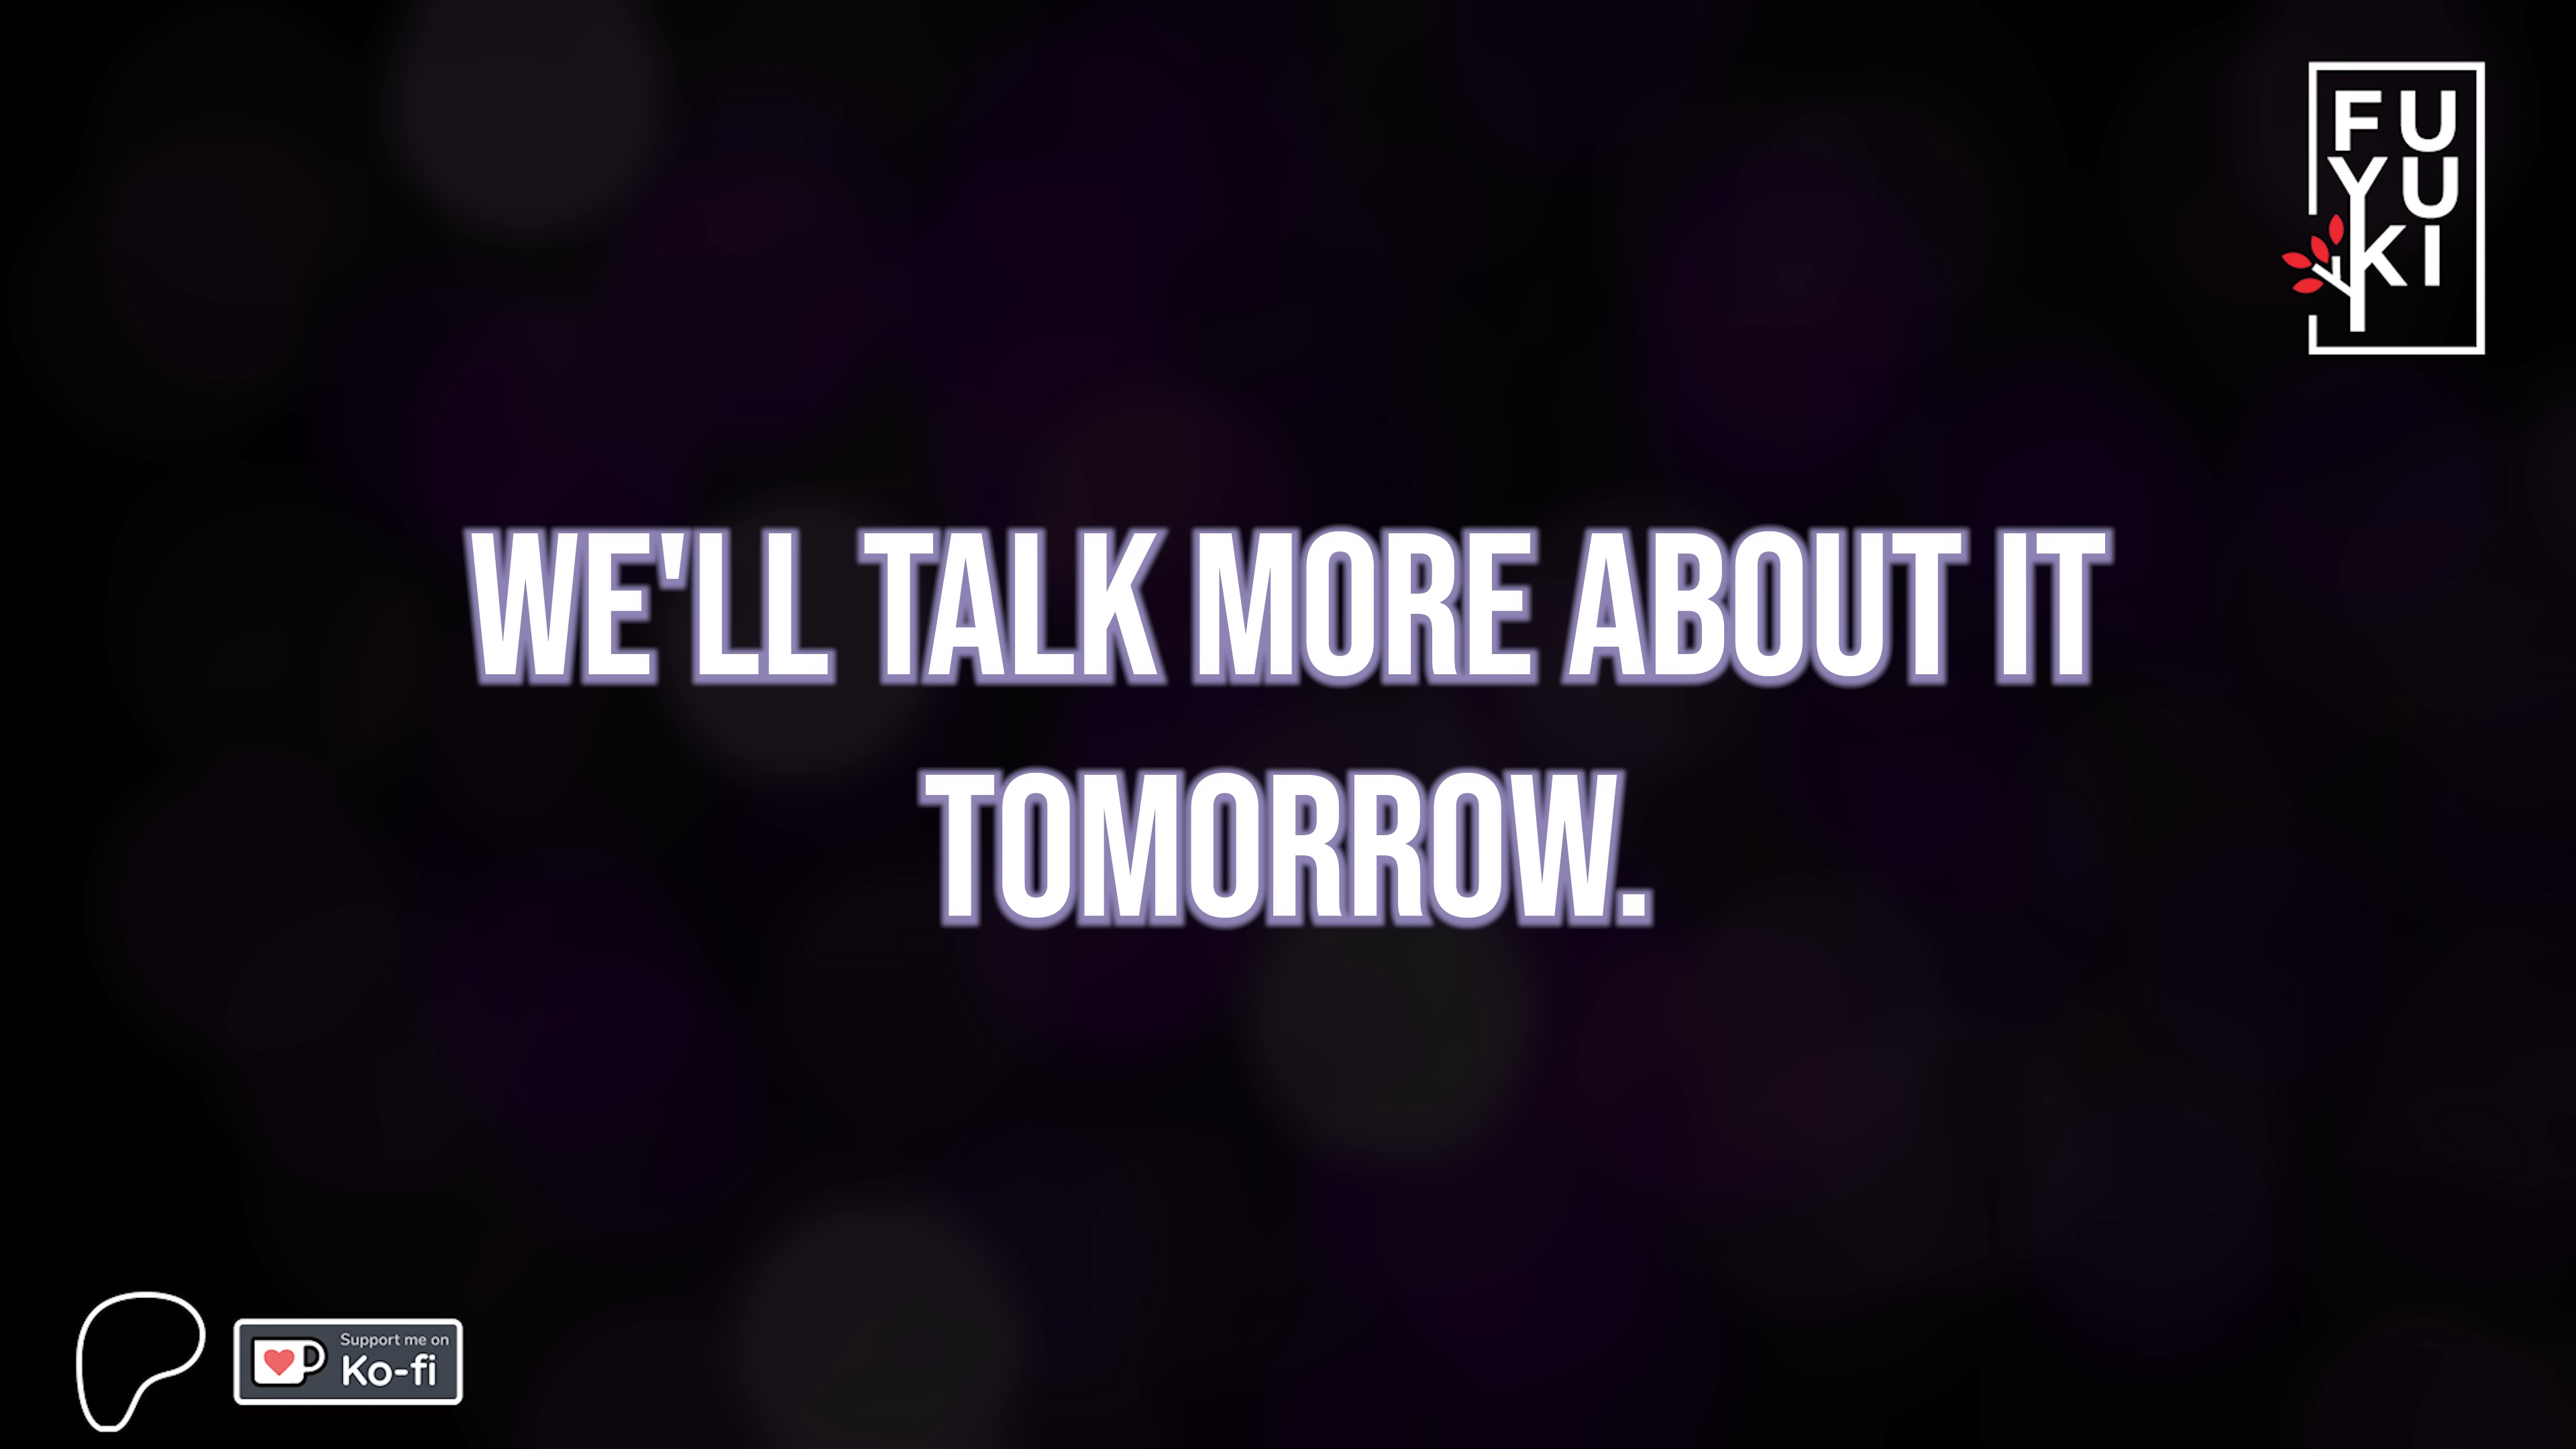 FU
YU
KI
WE'LL TALK MORE ABOUT IT
TOMORROW.
Support me on
Ko-fi